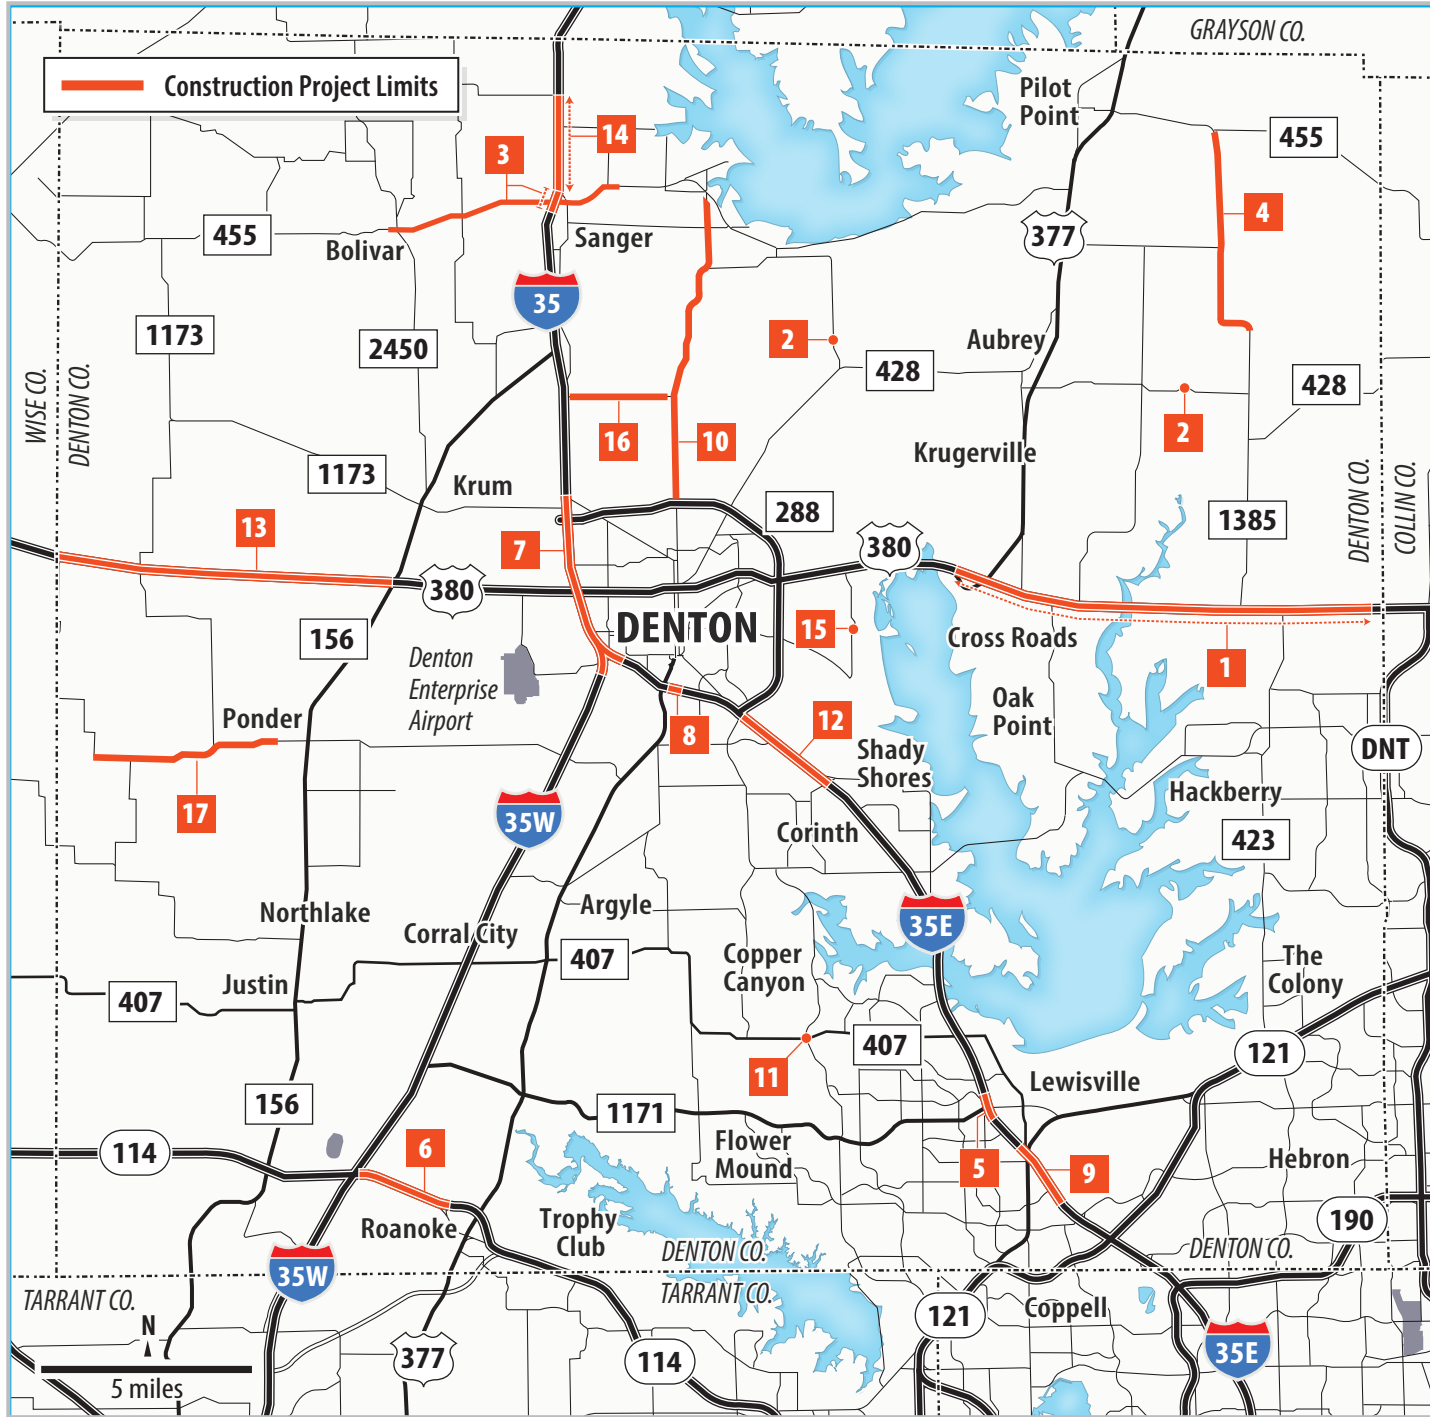 GRAYSON CO.
Construction Project Limits
Pilot
Point
14
455
3
4
455
Bolivar
Sanger
377
35
1173
2450
2
Aubrey
428
428
WISE CO.
DENTON CO.
16
10
2
Krugerville
1173
Krum
288
1385
DENTON CO.
COLLIN CO.
13
7
380
380
15
DENTON
156
Cross Roads
1
Denton
Enterprise
Airport
Oak
Point
Ponder
8
12
Shady
Shores
DNT
17
35W
Hackberry
Corinth
423
Northlake
Argyle
35E
Corral City
407
Copper
Canyon
The
Colony
Justin
407
407
121
11
Lewisville
156
1171
114
6
Flower
Mound
5
9
Hebron
Roanoke
Trophy
Club
190
DENTON CO.
DENTON CO.
35W
TARRANT CO.
TARRANT CO.
121
Coppell
N
35E
377
114
5 miles